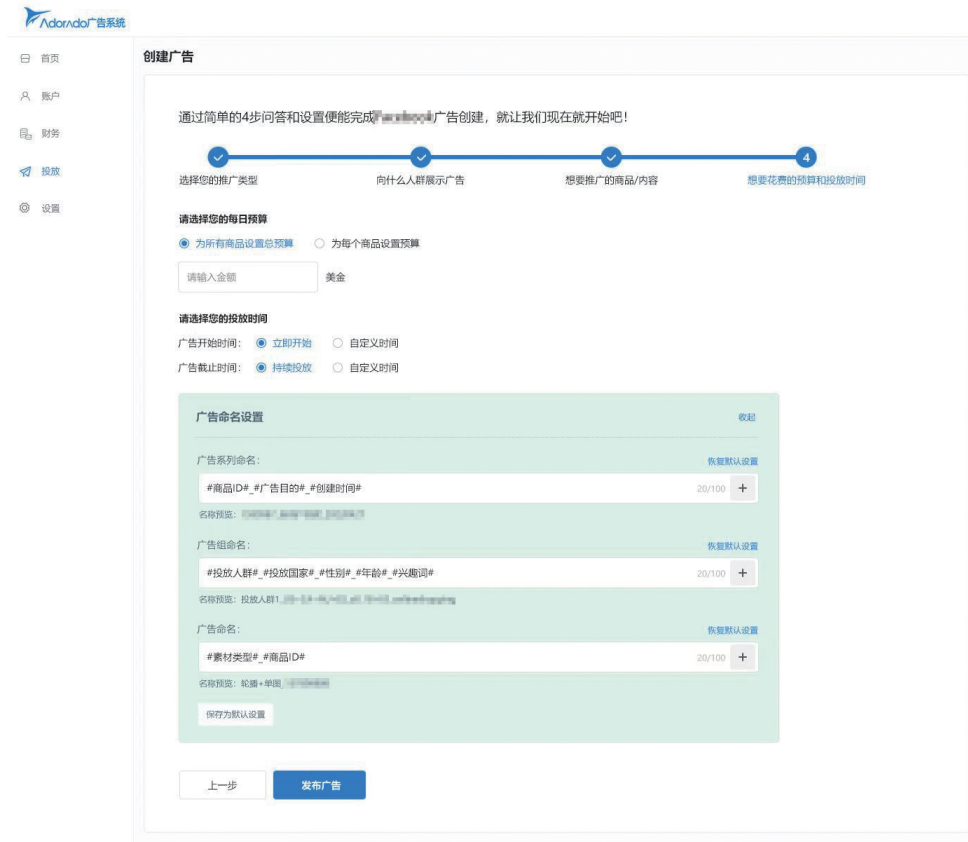 Adorado广告系统
首页
账户
财务
投放
设置
创建广告
通过简单的4步问答和设置便能完成广告创建，就让我们现在就开始吧！
4
选择您的推广类型 向什么人群展示广告 想要推广的商品/内容 想要花费的预算和投放时间
请选择您的每日预算
为所有商品设置总预算 为每个商品设置预算
请输入金额 美金
请选择您的投放时间
广告开始时间： 立即开始 自定义时间
广告截止时间： 持续投放 自定义时间
广告命名设置 收起
广告系列命名： 恢复默认设置
#商品ID#_#广告目的#_#创建时间# 20/100 +
名称预览：
广告组命名： 恢复默认设置
#投放人群#_#投放国家#_#性别#_#年龄#_#兴趣词# 20/100 +
名称预览：投放人群1_
广告命名： 恢复默认设置
#素材类型#_#商品ID# 20/100 +
名称预览：轮播+单图_
保存为默认设置
上一步 发布广告